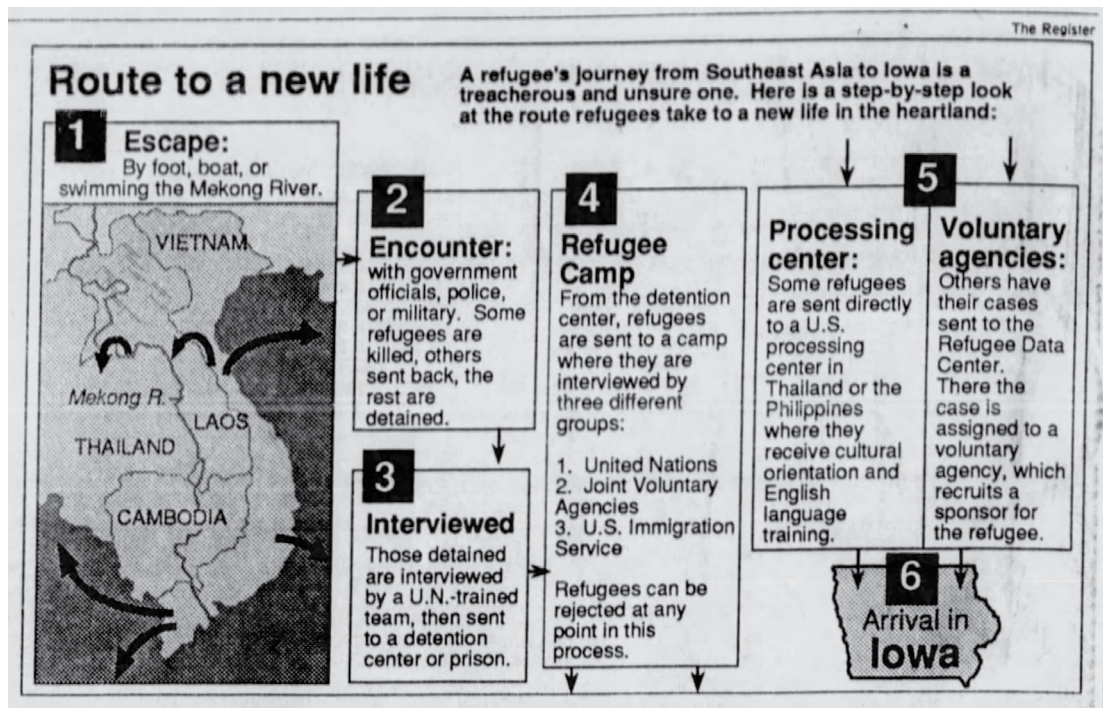 The Register
Route to a new life
A refugee's journey from Southeast Asia to Iowa is a
treacherous and unsure one. Here is a step-by-step look
at the route refugees take to a new life in the heartland:
1
Escape:
By foot, boat, or
swimming the Mekong River.
VIETNAM
Mekong R.
LAOS
THAILAND
CAMBODIA
2
Encounter:
with government
officials, police,
or military. Some
refugees are
killed, others
sent back, the
rest are
detained.
3
Interviewed
Those detained
are interviewed
by a U.N.-trained
team, then sent
to a detention
center or prison.
4
Refugee
Camp
From the detention
center, refugees
are sent to a camp
where they are
interviewed by
three different
groups:
1. United Nations
2. Joint Voluntary
Agencies
3. U.S. Immigration
Service
Refugees can be
rejected at any
point in this
process.
5
Processing
center:
Some refugees
are sent directly
to a U.S.
processing
center in
Thailand or the
Philippines
where they
receive cultural
orientation and
English
language
training.
Voluntary
agencies:
Others have
their cases
sent to the
Refugee Data
Center.
There the
case is
assigned to a
voluntary
agency, which
recruits a
sponsor for
the refugee.
6
Arrival in
Iowa